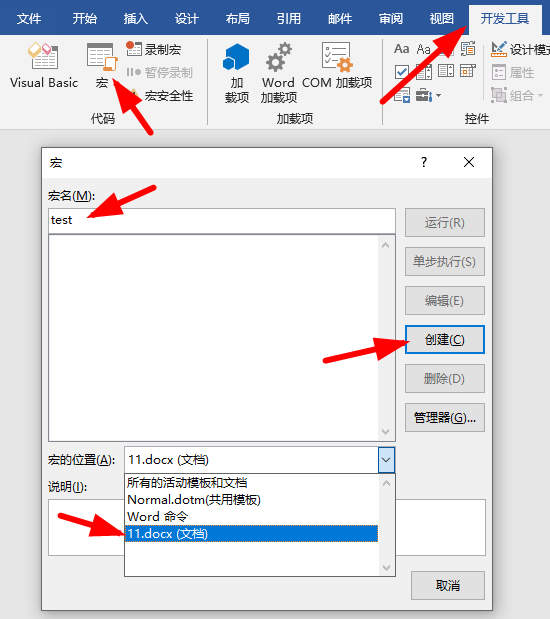 文件 开始 插入 设计 布局 引用 邮件 审阅 视图 开发工具
Visual Basic
宏
录制宏
暂停录制
宏安全性
代码
加
载项
Word
加载项
COM 加载项
加载项
Aa Aa
设计模式
属性
组合
控件
宏
?
宏名(M):
test
运行(R)
单步执行(S)
编辑(E)
创建(C)
删除(D)
管理器(G)...
宏的位置(A):
11.docx (文档)
所有的活动模板和文档
Normal.dotm(共用模板)
Word 命令
11.docx (文档)
说明(I):
取消